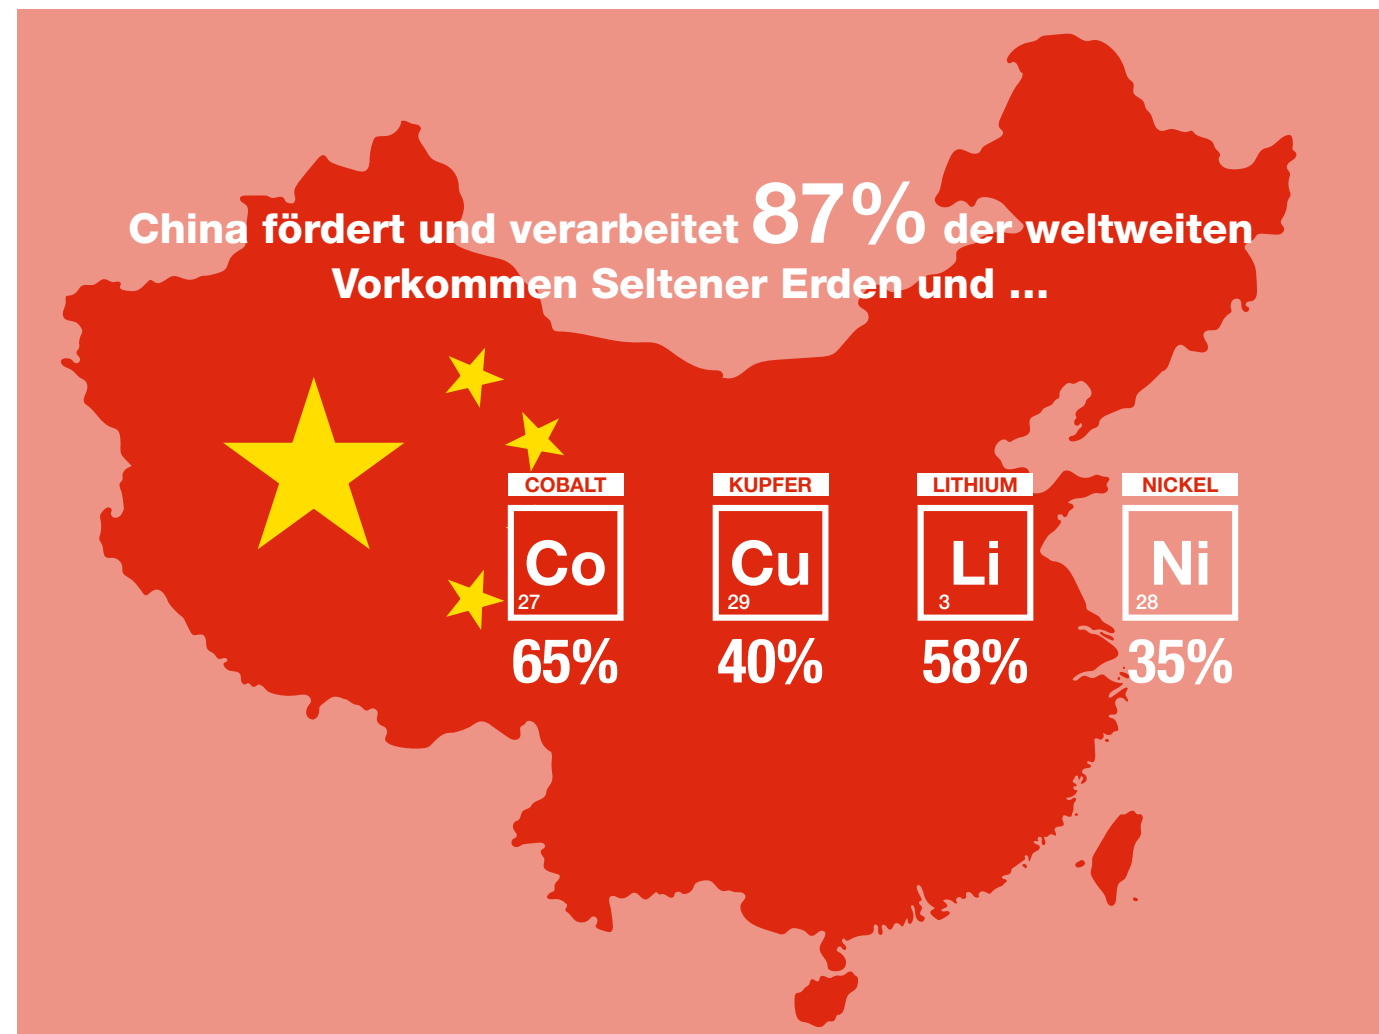 China fördert und verarbeitet 87% der weltweiten
Vorkommen Seltener Erden und ...
COBALT KUPFER LITHIUM NICKEL
Co Cu Li Ni
27 29 3 28
65% 40% 58% 35%